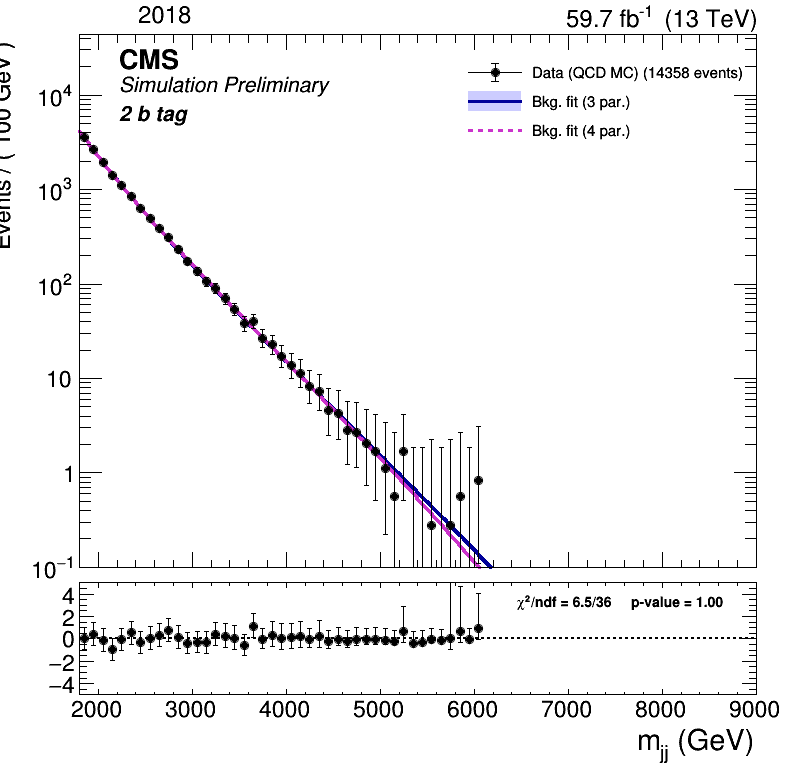 2018
59.7 fb⁻¹ (13 TeV)
CMS
Simulation Preliminary
2 b tag
Data (QCD MC) (14358 events)
Bkg. fit (3 par.)
Bkg. fit (4 par.)
Events / ( 100 GeV )
10⁴
10³
10²
10
1
10⁻¹
χ²/ndf = 6.5/36 p-value = 1.00
4
2
0
−2
−4
2000 3000 4000 5000 6000 7000 8000 9000
m_jj (GeV)